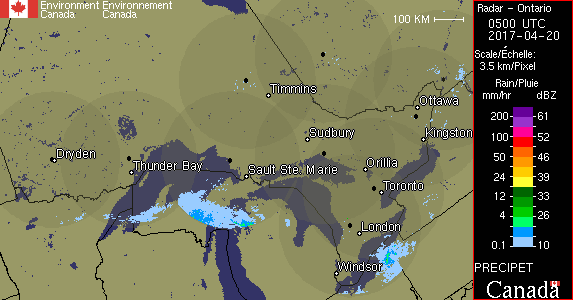 Environment Environnement
Canada Canada
Radar - Ontario
0500 UTC
2017-04-20
100 KM
Scale/Échelle:
3.5 km/Pixel
Rain/Pluie
mm/hr dBZ
200 61
100 52
50 46
24 39
12 33
4 26
1 20
0.1 10
Timmins
Ottawa
Sudbury
Kingston
Dryden
Thunder Bay
Sault Ste. Marie
Orillia
Toronto
London
Windsor
PRECIPET
Canada